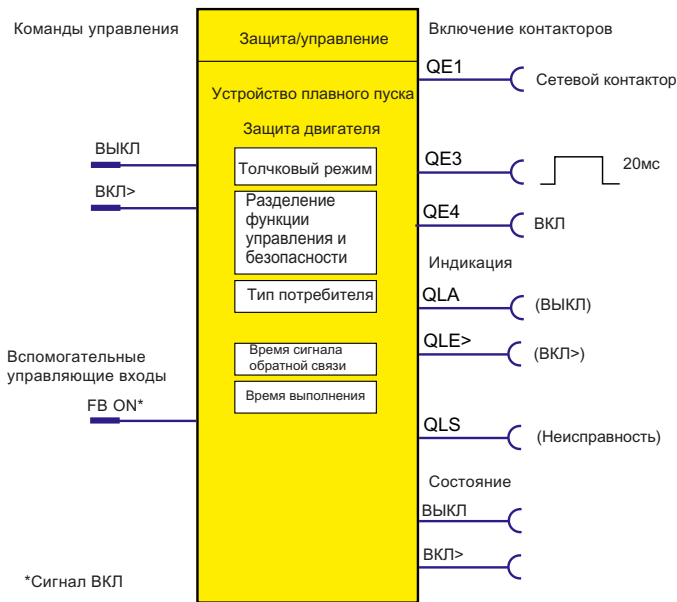 Команды управления
Защита/управление
Включение контакторов
QE1
Сетевой контактор
Устройство плавного пуска
Защита двигателя
ВЫКЛ
ВКЛ>
Толчковый режим
Разделение
функции
управления и
безопасности
Тип потребителя
QE3
20мс
QE4
ВКЛ
Индикация
QLA
(ВЫКЛ)
QLE>
(ВКЛ>)
Время сигнала
обратной связи
Время выполнения
Вспомогательные
управляющие входы
FB ON*
QLS
(Неисправность)
Состояние
ВЫКЛ
ВКЛ>
*Сигнал ВКЛ